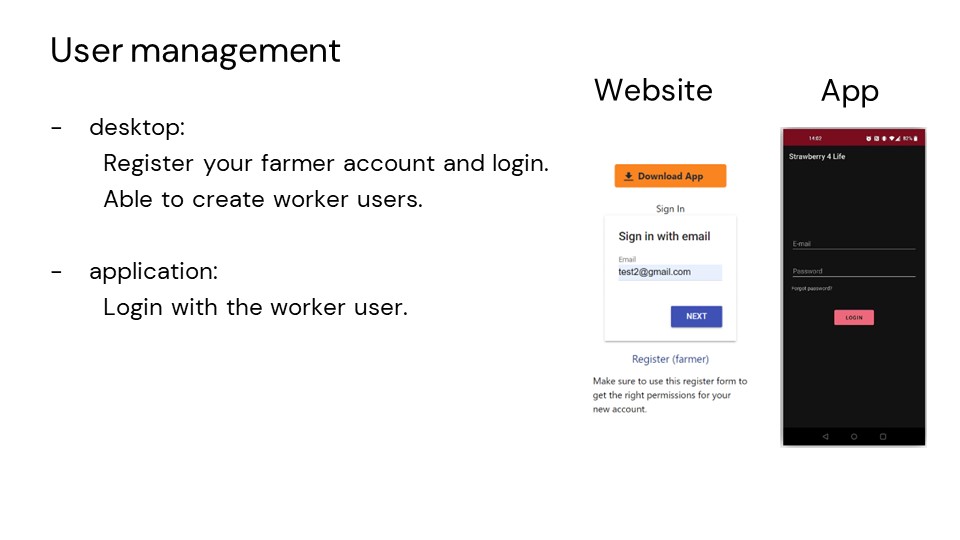 User management
- desktop:
Register your farmer account and login.
Able to create worker users.
- application:
Login with the worker user.
Website
Download App
Sign In
Sign in with email
Email
test2@gmail.com
NEXT
Register (farmer)
Make sure to use this register form to
get the right permissions for your
new account.
App
14:02
82%
Strawberry 4 Life
E-mail
Password
Forgot password?
LOGIN